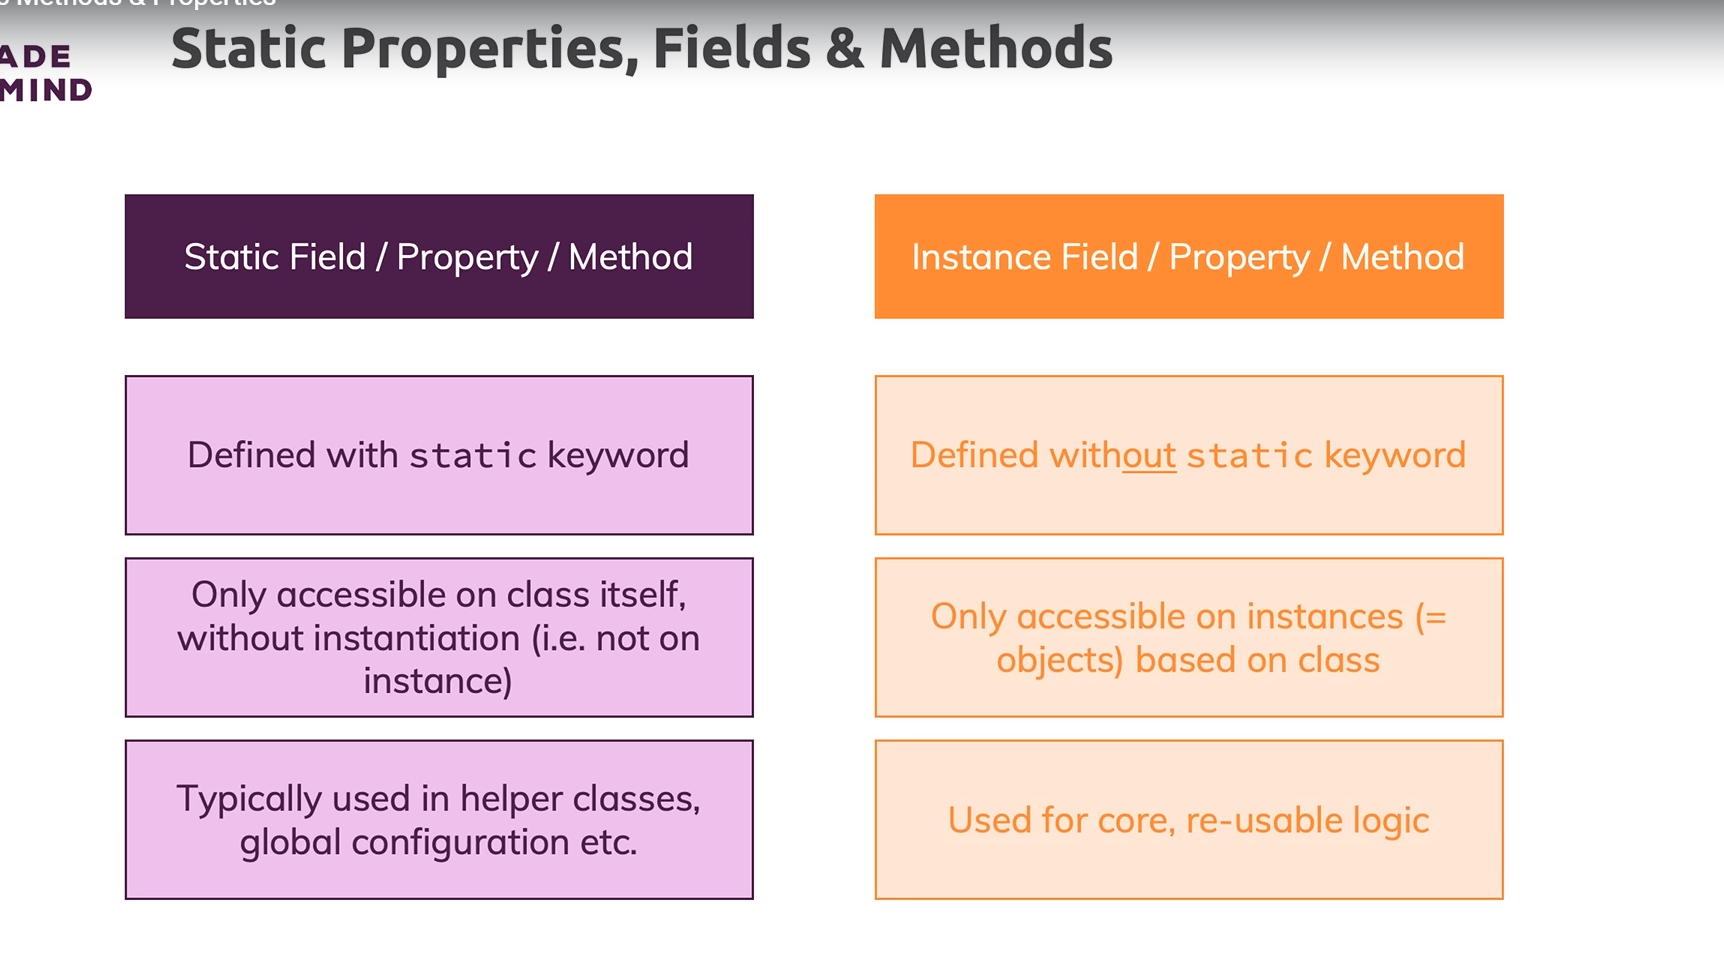 Methods & Properties
Static Properties, Fields & Methods
ADE
MIND
Static Field / Property / Method
Instance Field / Property / Method
Defined with static keyword
Defined without static keyword
Only accessible on class itself,
without instantiation (i.e. not on
instance)
Only accessible on instances (=
objects) based on class
Typically used in helper classes,
global configuration etc.
Used for core, re-usable logic